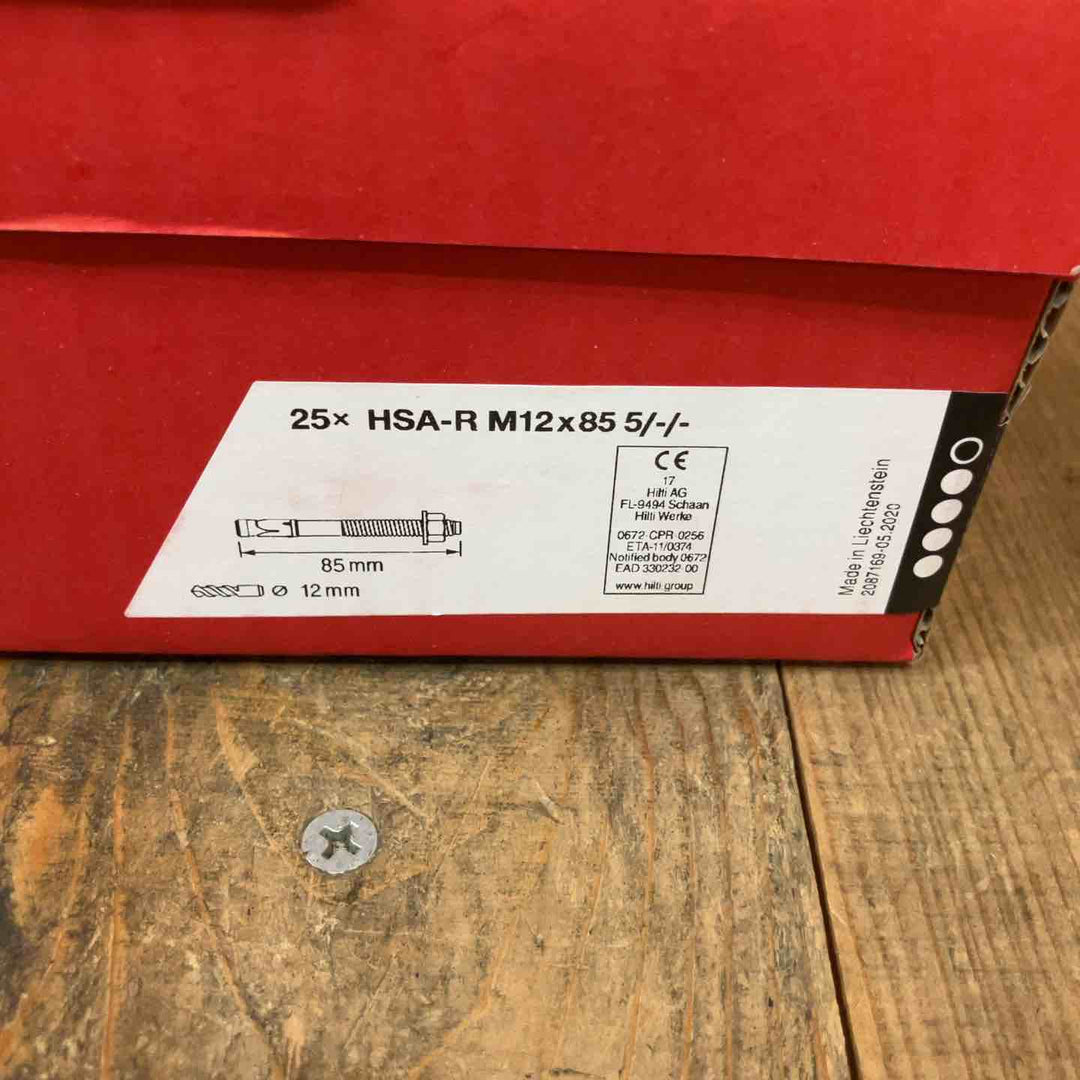 25x HSA-R M12x85 5/-/-
CE
17
Hilti AG
FL-9494 Schaan
Hilti Werke
0672-CPR-0256
ETA-11/0374
Notified body 0672
EAD 330232-00
www.hilti.group
85 mm
Ø 12 mm
Made in Liechtenstein
2087169-05.2020